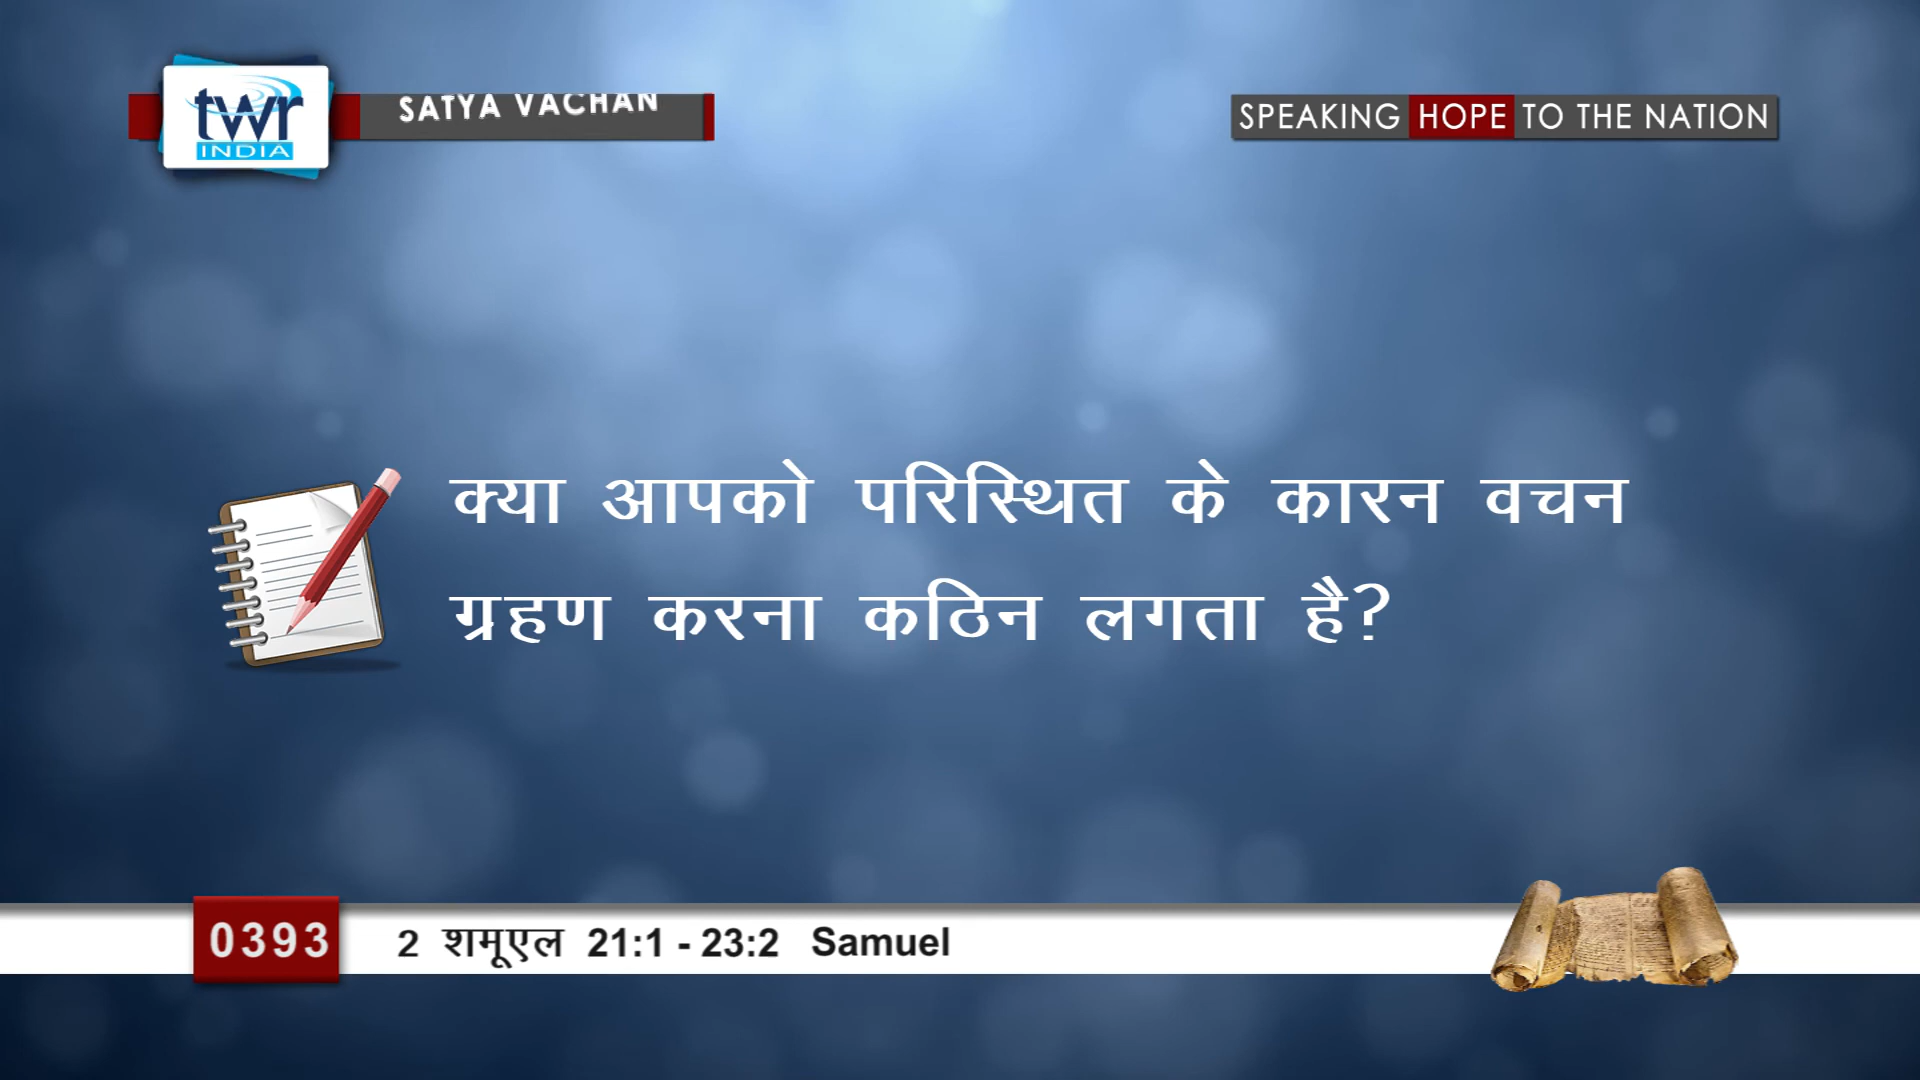 twr
INDIA
SATYA VACHAN
SPEAKING HOPE TO THE NATION
क्या आपको परिस्थित के कारन वचन
ग्रहण करना कठिन लगता है?
0393 2 शमूएल 21:1 - 23:2 Samuel